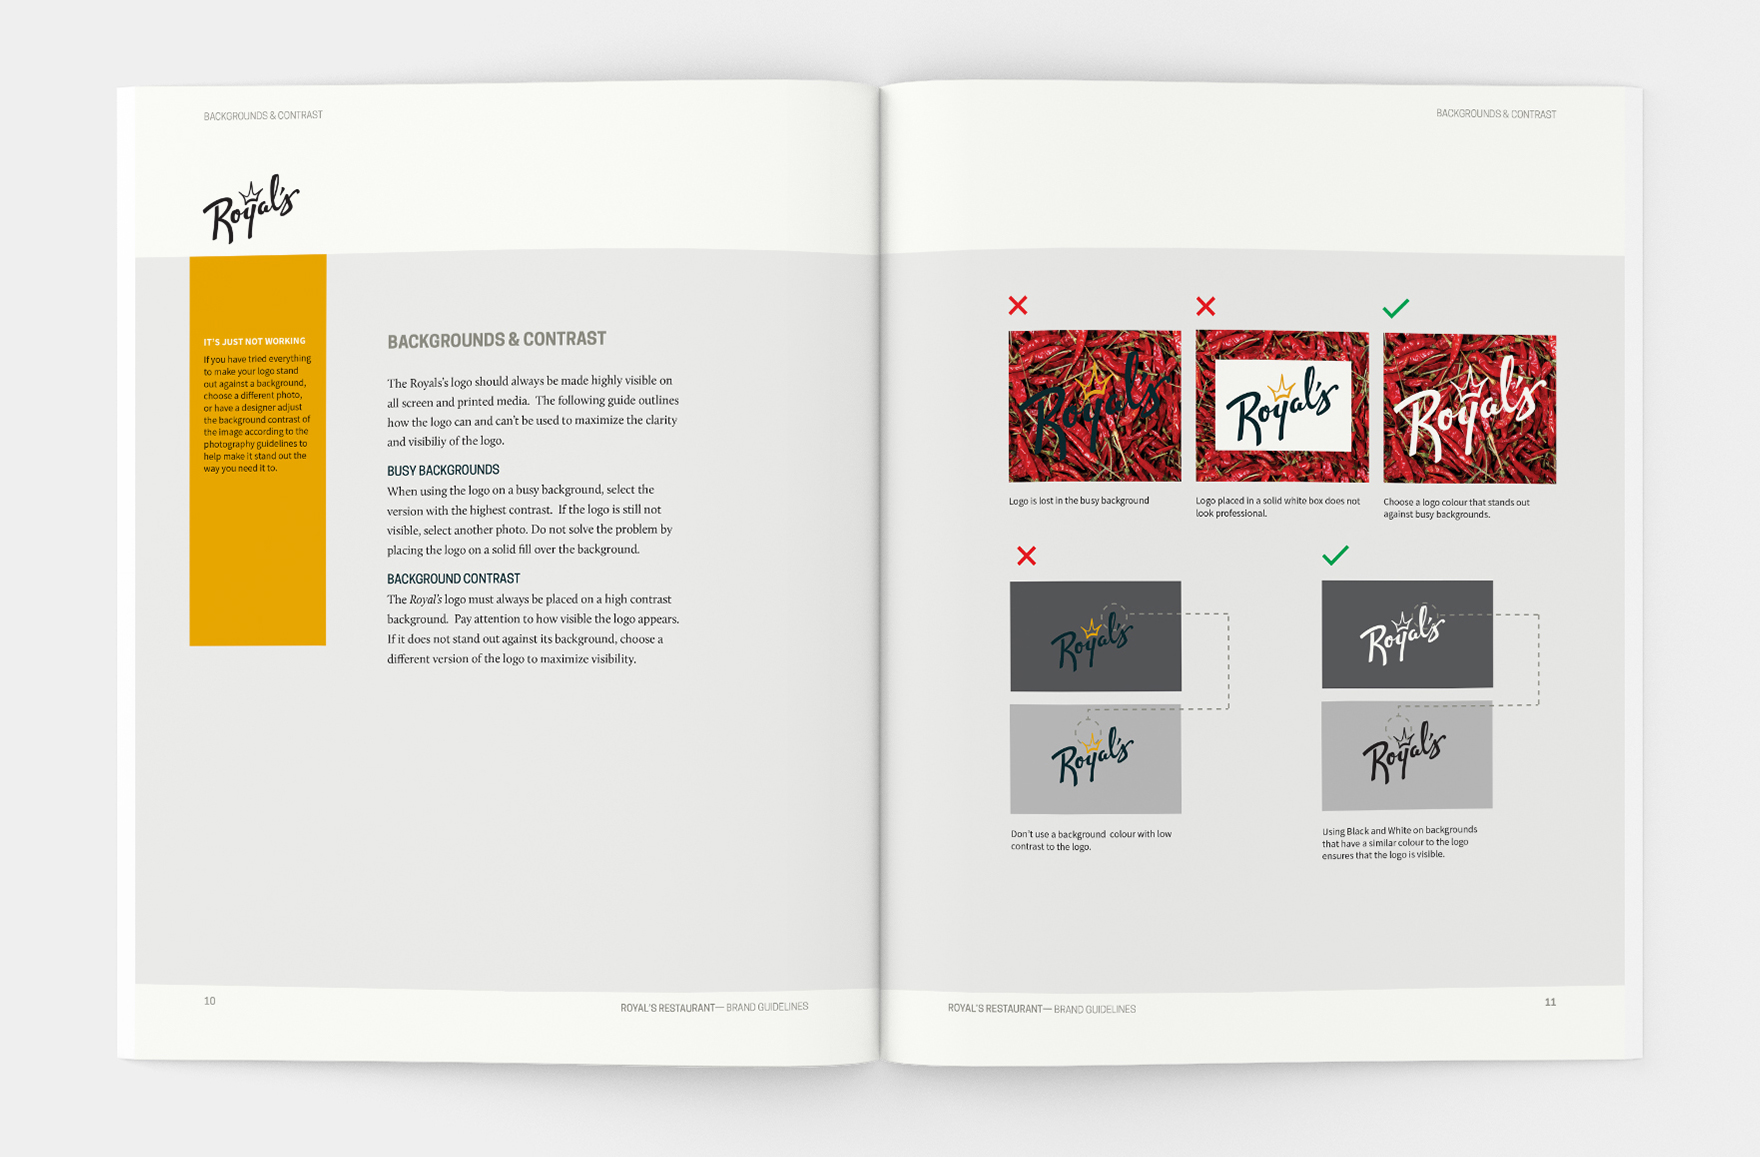 BACKGROUNDS & CONTRAST
Royal's
IT'S JUST NOT WORKING
If you have tried everything
to make your logo stand
out against a background,
choose a different photo,
or have a designer adjust
the background contrast of
the image according to the
photography guidelines to
help make it stand out the
way you need it to.
BACKGROUNDS & CONTRAST
The Royals's logo should always be made highly visible on
all screen and printed media. The following guide outlines
how the logo can and can't be used to maximize the clarity
and visibiliy of the logo.
BUSY BACKGROUNDS
When using the logo on a busy background, select the
version with the highest contrast. If the logo is still not
visible, select another photo. Do not solve the problem by
placing the logo on a solid fill over the background.
BACKGROUND CONTRAST
The Royal's logo must always be placed on a high contrast
background. Pay attention to how visible the logo appears.
If it does not stand out against its background, choose a
different version of the logo to maximize visibility.
10
ROYAL'S RESTAURANT— BRAND GUIDELINES
BACKGROUNDS & CONTRAST
Royal's
Royal's
Royal's
Logo is lost in the busy background
Logo placed in a solid white box does not
look professional.
Choose a logo colour that stands out
against busy backgrounds.
Royal's
Royal's
Don't use a background colour with low
contrast to the logo.
Royal's
Royal's
Using Black and White on backgrounds
that have a similar colour to the logo
ensures that the logo is visible.
ROYAL'S RESTAURANT— BRAND GUIDELINES
11